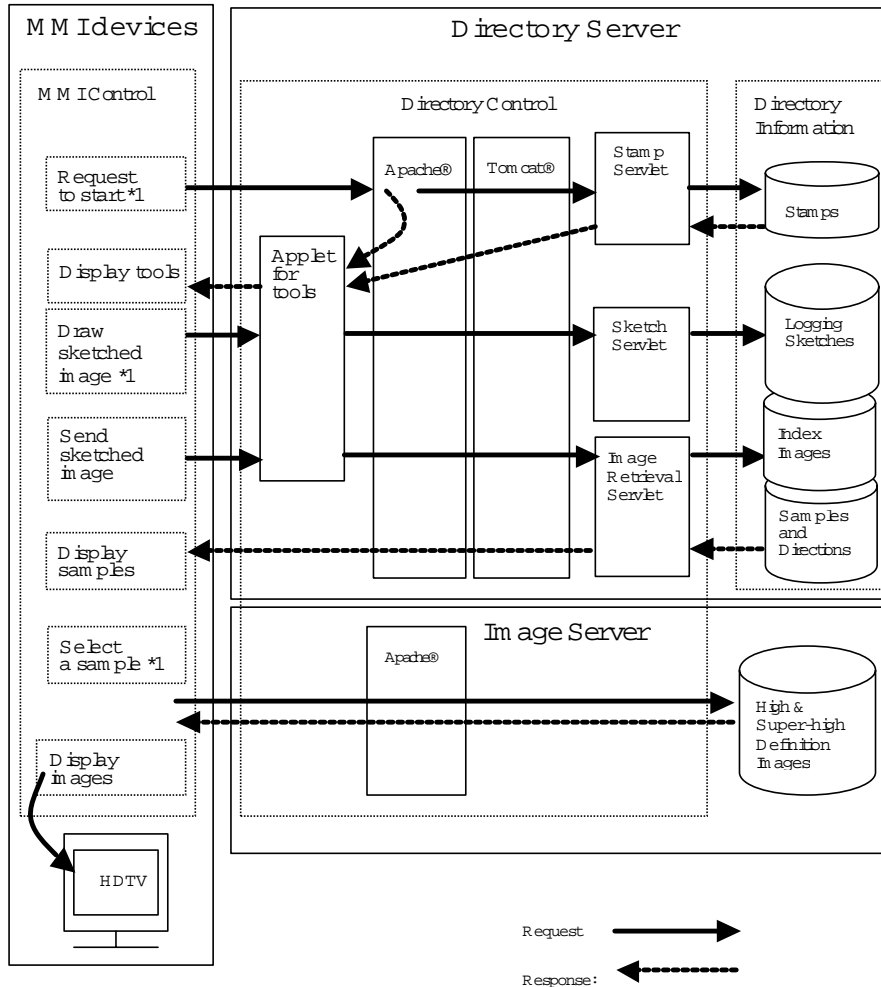 MMIdevices
Directory Server
MMIControl
Directory Control
Directory
Information
Request
to start*1
Apache®
Tomcat®
Stamp
Servlet
Stamps
Display tools
Applet
for
tools
Draw
sketched
image *1
Sketch
Servlet
Logging
Sketches
Send
sketched
image
Image
Retrieval
Servlet
Index
Images
Display
samples
Samples
and
Directions
Image Server
Select
a sample *1
Apache®
High &
Super-high
Definition
Images
Display
images
HDTV
Request
Response: